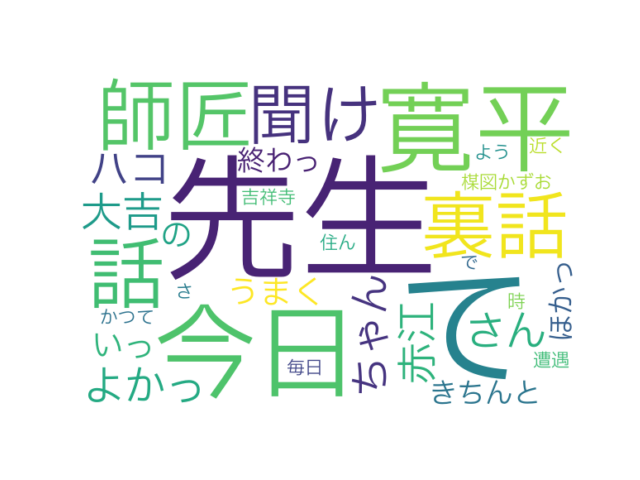 師匠
聞け
寛平
近く
よう
ハコ
終わっ
先生
楳図かずお
吉祥寺
大吉
の
裏話
住ん
話
で
さ
うまく
ちゃん
て
ほかっ
時
かつて
今日
赤江
さん
いっ
遭遇
毎日
よかっ
きちんと